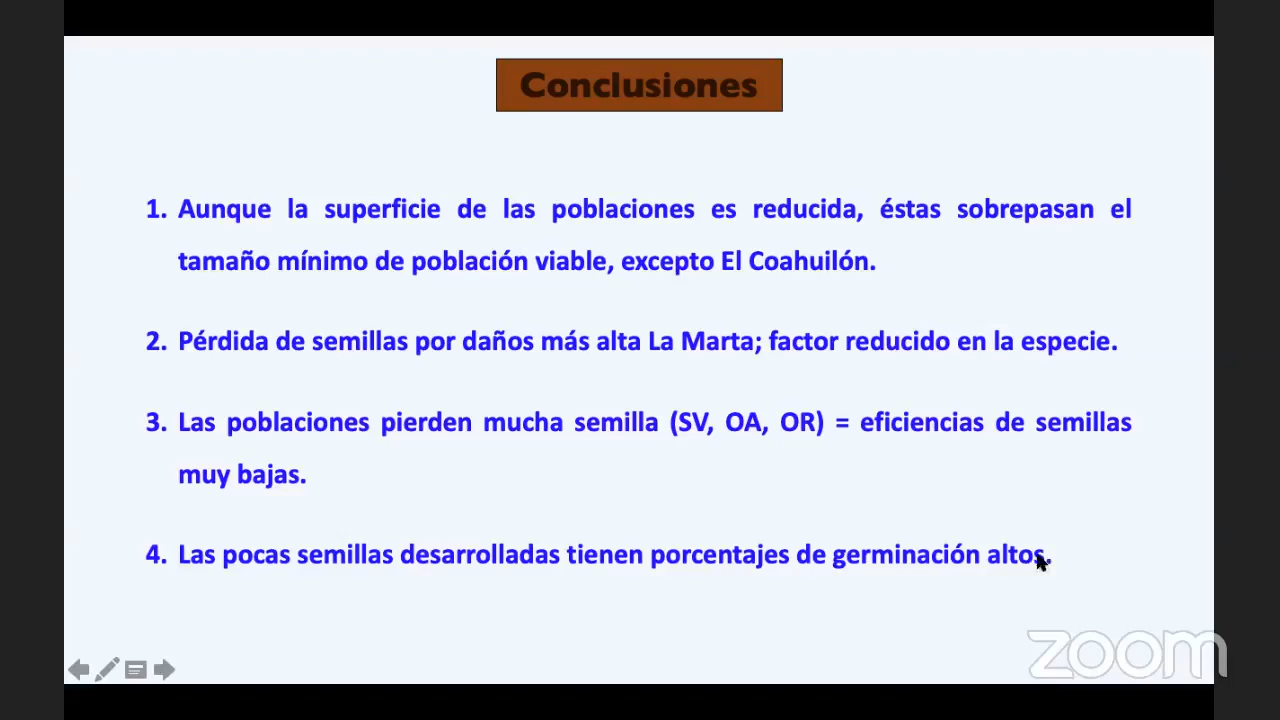 Conclusiones
1. Aunque la superficie de las poblaciones es reducida, éstas sobrepasan el
tamaño mínimo de población viable, excepto El Coahuilón.
2. Pérdida de semillas por daños más alta La Marta; factor reducido en la especie.
3. Las poblaciones pierden mucha semilla (SV, OA, OR) = eficiencias de semillas
muy bajas.
4. Las pocas semillas desarrolladas tienen porcentajes de germinación altos.
zoom